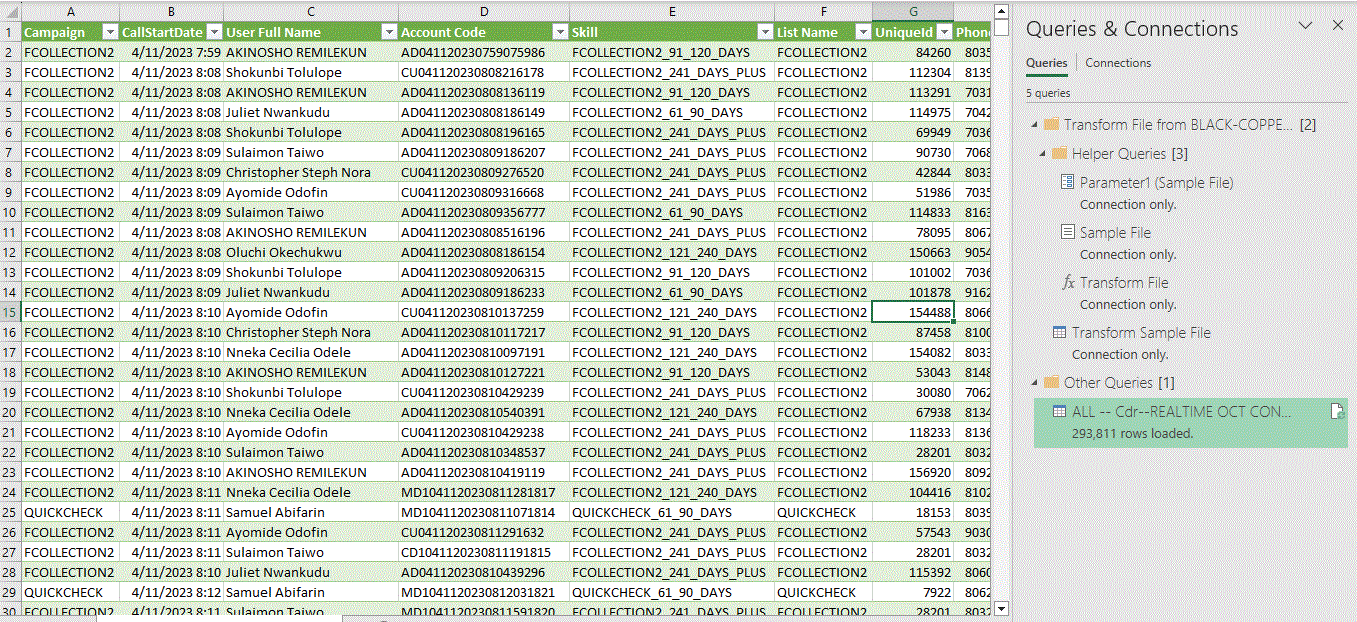 A B C D E F G
1 Campaign CallStartDate User Full Name Account Code Skill List Name UniqueId Phon
2 FCOLLECTION2 4/11/2023 7:59 AKINOSHO REMILEKUN AD041120230759075986 FCOLLECTION2_91_120_DAYS FCOLLECTION2 84260 8035
3 FCOLLECTION2 4/11/2023 8:08 Shokunbi Tolulope CU041120230808216178 FCOLLECTION2_241_DAYS_PLUS FCOLLECTION2 112304 8139
4 FCOLLECTION2 4/11/2023 8:08 AKINOSHO REMILEKUN AD041120230808136119 FCOLLECTION2_91_120_DAYS FCOLLECTION2 113291 7031
5 FCOLLECTION2 4/11/2023 8:08 Juliet Nwankudu AD041120230808186149 FCOLLECTION2_61_90_DAYS FCOLLECTION2 114975 7042
6 FCOLLECTION2 4/11/2023 8:08 Shokunbi Tolulope AD041120230808196165 FCOLLECTION2_241_DAYS_PLUS FCOLLECTION2 69949 7036
7 FCOLLECTION2 4/11/2023 8:09 Sulaimon Taiwo AD041120230809186207 FCOLLECTION2_241_DAYS_PLUS FCOLLECTION2 90730 7068
8 FCOLLECTION2 4/11/2023 8:09 Christopher Steph Nora CU041120230809276520 FCOLLECTION2_241_DAYS_PLUS FCOLLECTION2 42844 8033
9 FCOLLECTION2 4/11/2023 8:09 Ayomide Odofin CU041120230809316668 FCOLLECTION2_241_DAYS_PLUS FCOLLECTION2 51986 7035
10 FCOLLECTION2 4/11/2023 8:09 Sulaimon Taiwo AD041120230809356777 FCOLLECTION2_61_90_DAYS FCOLLECTION2 114833 8163
11 FCOLLECTION2 4/11/2023 8:08 AKINOSHO REMILEKUN AD041120230808516196 FCOLLECTION2_241_DAYS_PLUS FCOLLECTION2 78095 8067
12 FCOLLECTION2 4/11/2023 8:08 Oluchi Okechukwu AD041120230808186154 FCOLLECTION2_121_240_DAYS FCOLLECTION2 150663 9054
13 FCOLLECTION2 4/11/2023 8:09 Shokunbi Tolulope AD041120230809206315 FCOLLECTION2_91_120_DAYS FCOLLECTION2 101002 7036
14 FCOLLECTION2 4/11/2023 8:09 Juliet Nwankudu AD041120230809186233 FCOLLECTION2_61_90_DAYS FCOLLECTION2 101878 9162
15 FCOLLECTION2 4/11/2023 8:10 Ayomide Odofin CU041120230810137259 FCOLLECTION2_121_240_DAYS FCOLLECTION2 154488 8066
16 FCOLLECTION2 4/11/2023 8:10 Christopher Steph Nora AD041120230810117217 FCOLLECTION2_91_120_DAYS FCOLLECTION2 87458 8100
17 FCOLLECTION2 4/11/2023 8:10 Nneka Cecilia Odele AD041120230810097191 FCOLLECTION2_121_240_DAYS FCOLLECTION2 154082 8033
18 FCOLLECTION2 4/11/2023 8:10 AKINOSHO REMILEKUN AD041120230810127221 FCOLLECTION2_91_120_DAYS FCOLLECTION2 53043 8148
19 FCOLLECTION2 4/11/2023 8:10 Shokunbi Tolulope CU041120230810429239 FCOLLECTION2_241_DAYS_PLUS FCOLLECTION2 30080 7062
20 FCOLLECTION2 4/11/2023 8:10 Nneka Cecilia Odele AD041120230810540391 FCOLLECTION2_121_240_DAYS FCOLLECTION2 67938 8134
21 FCOLLECTION2 4/11/2023 8:10 Ayomide Odofin CU041120230810429238 FCOLLECTION2_241_DAYS_PLUS FCOLLECTION2 118233 8136
22 FCOLLECTION2 4/11/2023 8:10 Sulaimon Taiwo AD041120230810348537 FCOLLECTION2_241_DAYS_PLUS FCOLLECTION2 28201 8032
23 FCOLLECTION2 4/11/2023 8:10 AKINOSHO REMILEKUN AD041120230810419119 FCOLLECTION2_241_DAYS_PLUS FCOLLECTION2 156920 8092
24 FCOLLECTION2 4/11/2023 8:11 Nneka Cecilia Odele MD1041120230811281817 FCOLLECTION2_121_240_DAYS FCOLLECTION2 104416 8102
25 QUICKCHECK 4/11/2023 8:11 Samuel Abifarin MD1041120230811071814 QUICKCHECK_61_90_DAYS QUICKCHECK 18153 8039
26 FCOLLECTION2 4/11/2023 8:11 Ayomide Odofin CU041120230811291632 FCOLLECTION2_241_DAYS_PLUS FCOLLECTION2 57543 9030
27 FCOLLECTION2 4/11/2023 8:11 Sulaimon Taiwo CD1041120230811191815 FCOLLECTION2_241_DAYS_PLUS FCOLLECTION2 28201 8032
28 FCOLLECTION2 4/11/2023 8:10 Juliet Nwankudu AD041120230810439296 FCOLLECTION2_241_DAYS_PLUS FCOLLECTION2 115392 8060
29 QUICKCHECK 4/11/2023 8:12 Samuel Abifarin MD1041120230812031821 QUICKCHECK_61_90_DAYS QUICKCHECK 7922 8062
30 FCOLLECTION2 4/11/2023 8:11 Sulaimon Taiwo MD1041120230811591820 FCOLLECTION2_241_DAYS_PLUS FCOLLECTION2 28201 8032
Queries & Connections
Queries Connections
5 queries
Transform File from BLACK-COPPE... [2]
Helper Queries [3]
Parameter1 (Sample File)
Connection only.
Sample File
Connection only.
fx Transform File
Connection only.
Transform Sample File
Connection only.
Other Queries [1]
ALL -- Cdr--REALTIME OCT CON...
293,811 rows loaded.